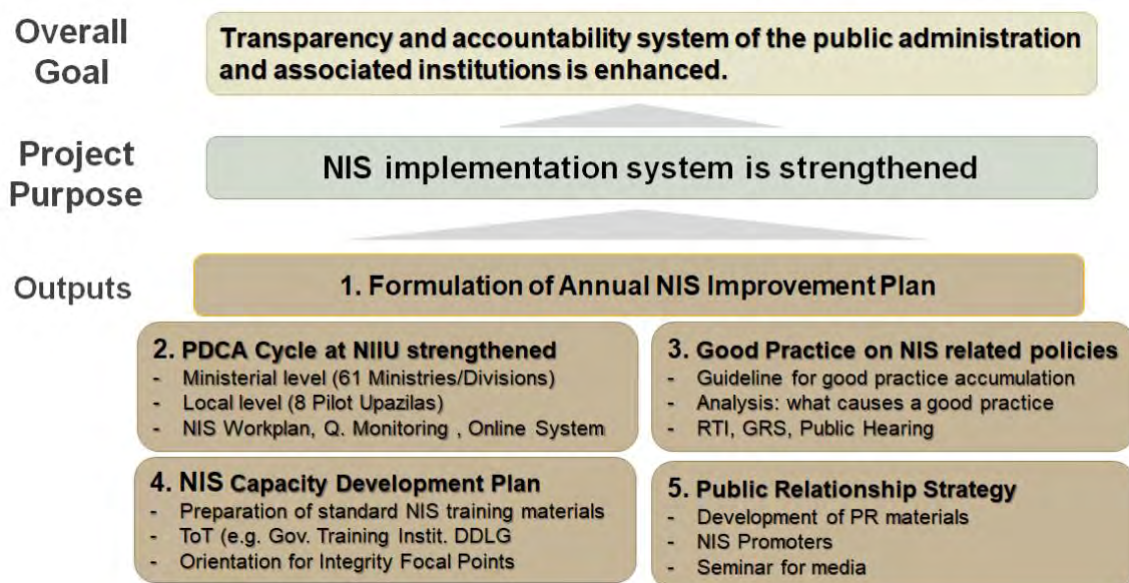 Overall
Goal
Transparency and accountability system of the public administration
and associated institutions is enhanced.
Project
Purpose
NIS implementation system is strengthened
Outputs
1. Formulation of Annual NIS Improvement Plan
2. PDCA Cycle at NIIU strengthened
- Ministerial level (61 Ministries/Divisions)
- Local level (8 Pilot Upazilas)
- NIS Workplan, Q. Monitoring , Online System
3. Good Practice on NIS related policies
- Guideline for good practice accumulation
- Analysis: what causes a good practice
- RTI, GRS, Public Hearing
4. NIS Capacity Development Plan
- Preparation of standard NIS training materials
- ToT (e.g. Gov. Training Instit. DDLG
- Orientation for Integrity Focal Points
5. Public Relationship Strategy
- Development of PR materials
- NIS Promoters
- Seminar for media